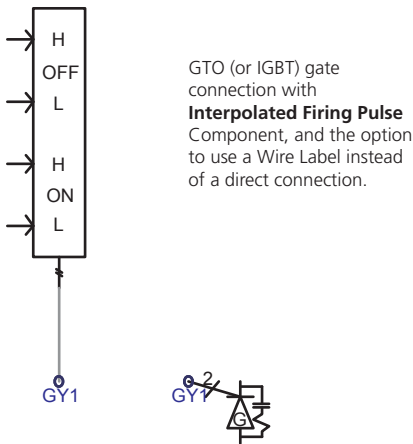 H
OFF
L
H
ON
L
GTO (or IGBT) gate
connection with
Interpolated Firing Pulse
Component, and the option
to use a Wire Label instead
of a direct connection.
GY1
GY1
2
G